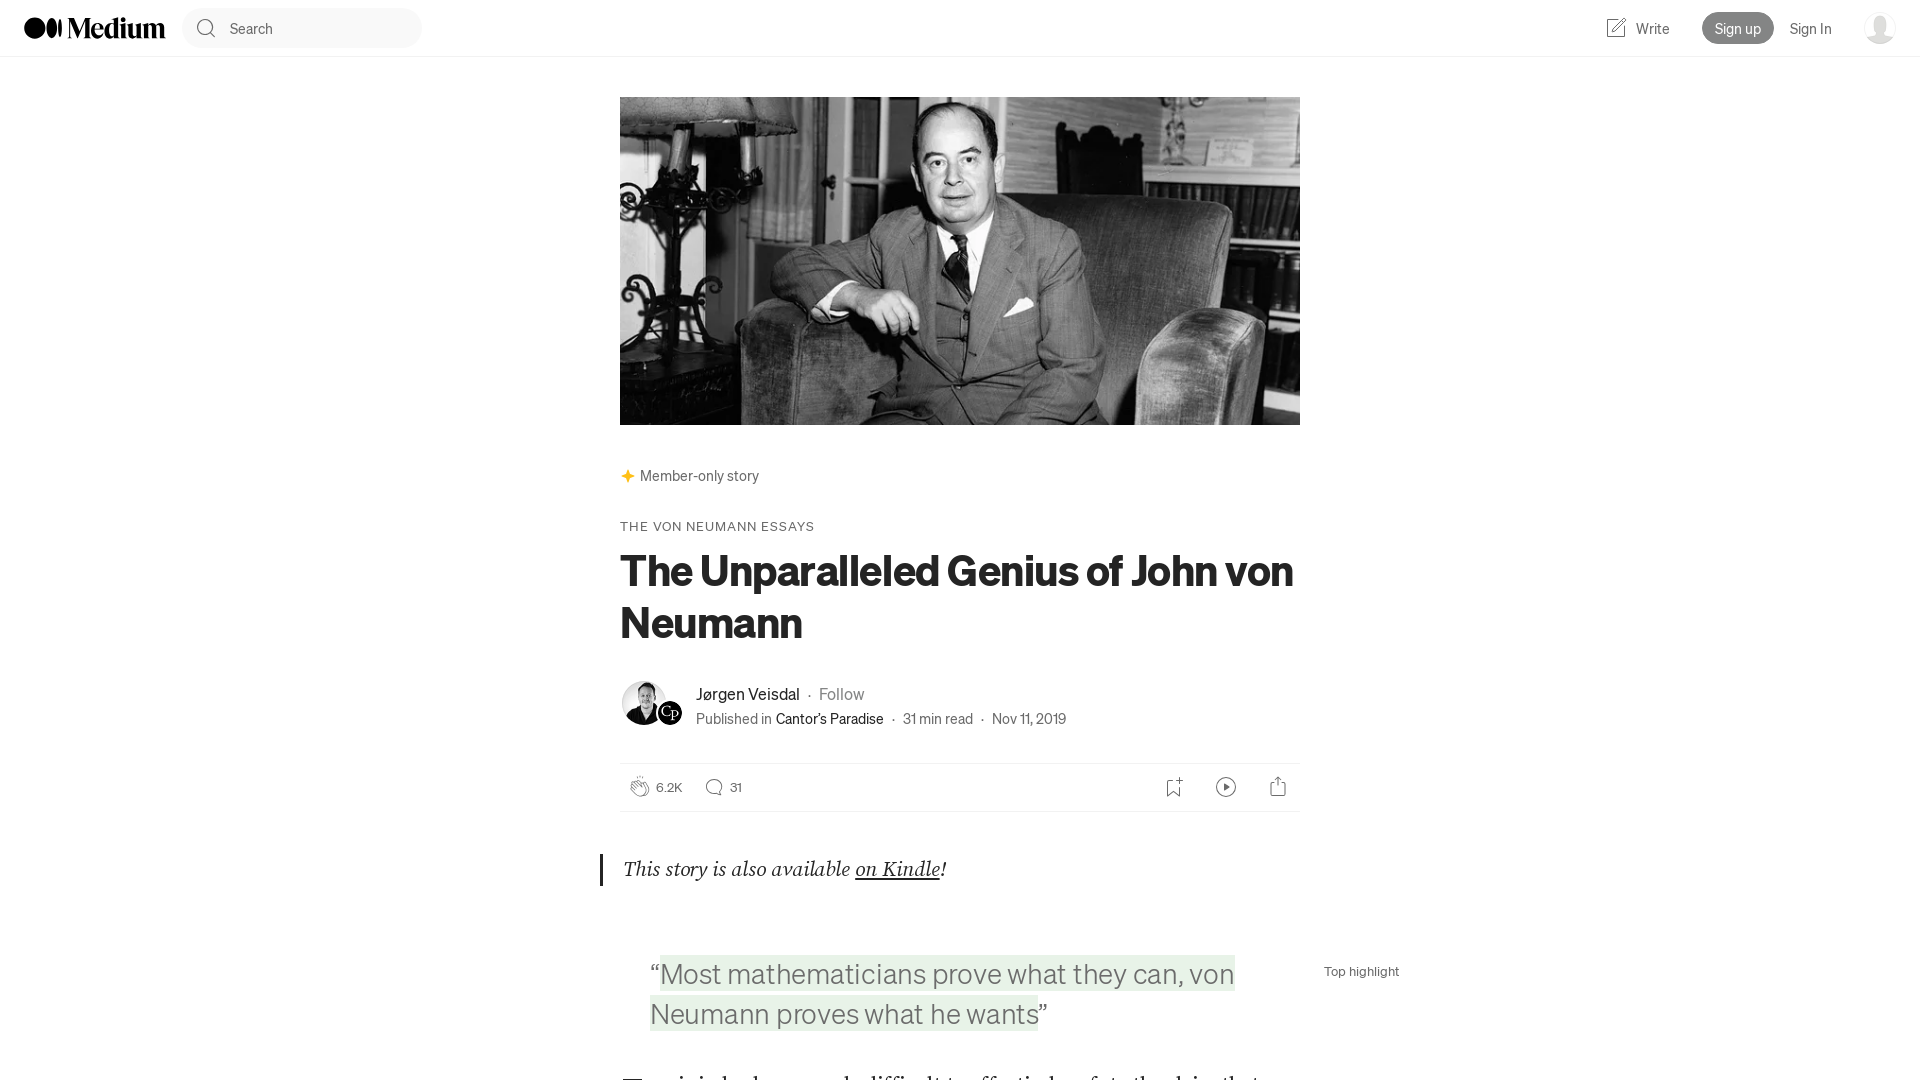 Medium
Search
Write
Sign up
Sign In
Member-only story
THE VON NEUMANN ESSAYS
The Unparalleled Genius of John von
Neumann
Jørgen Veisdal · Follow
Published in Cantor’s Paradise · 31 min read · Nov 11, 2019
Cp
6.2K
31
This story is also available on Kindle!
“Most mathematicians prove what they can, von
Neumann proves what he wants”
Top highlight